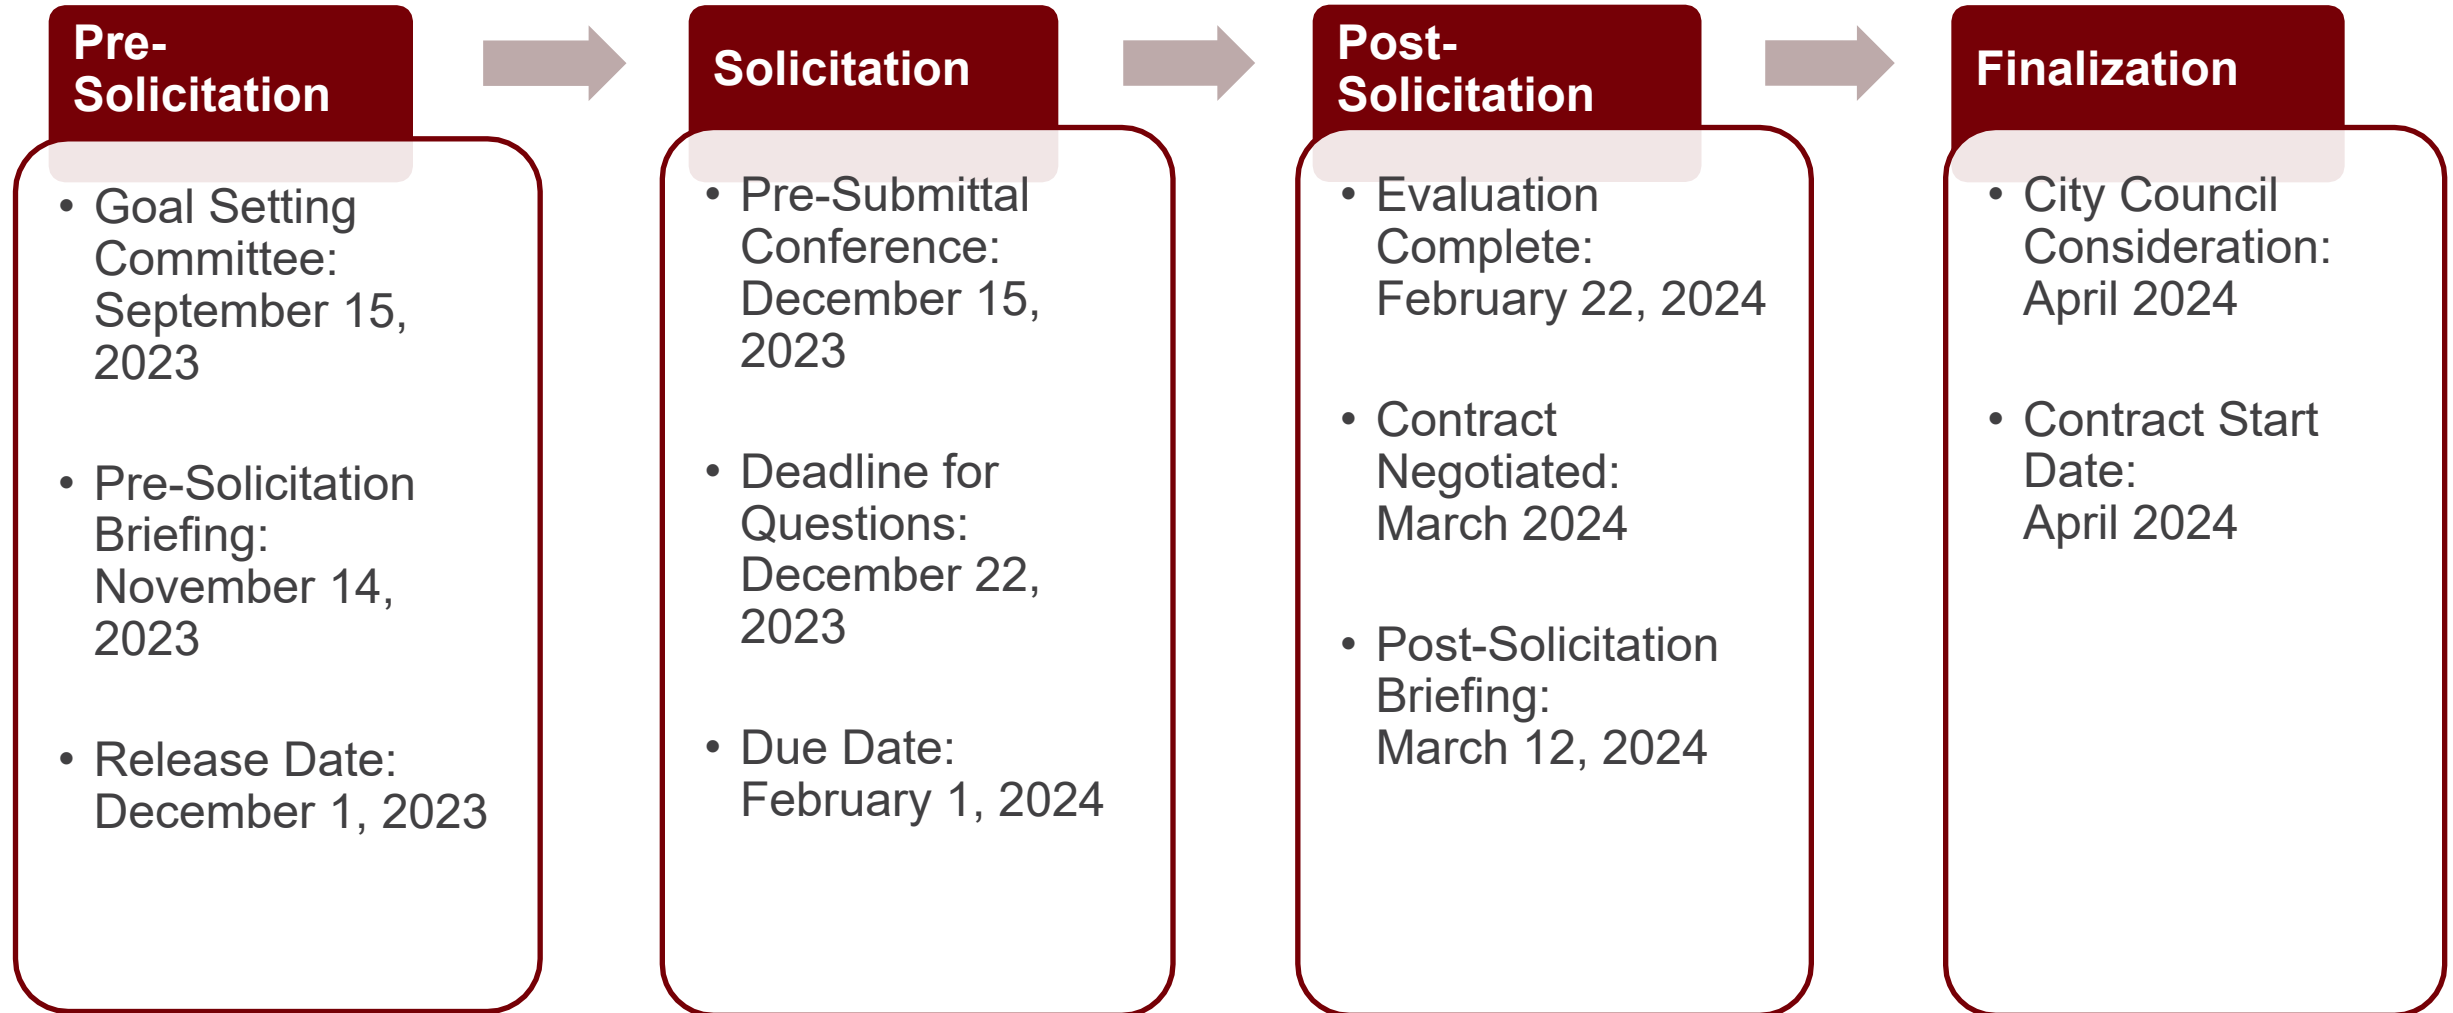 Pre-
Solicitation
• Goal Setting
Committee:
September 15,
2023
• Pre-Solicitation
Briefing:
November 14,
2023
• Release Date:
December 1, 2023
Solicitation
• Pre-Submittal
Conference:
December 15,
2023
• Deadline for
Questions:
December 22,
2023
• Due Date:
February 1, 2024
Post-
Solicitation
• Evaluation
Complete:
February 22, 2024
• Contract
Negotiated:
March 2024
• Post-Solicitation
Briefing:
March 12, 2024
Finalization
• City Council
Consideration:
April 2024
• Contract Start
Date:
April 2024